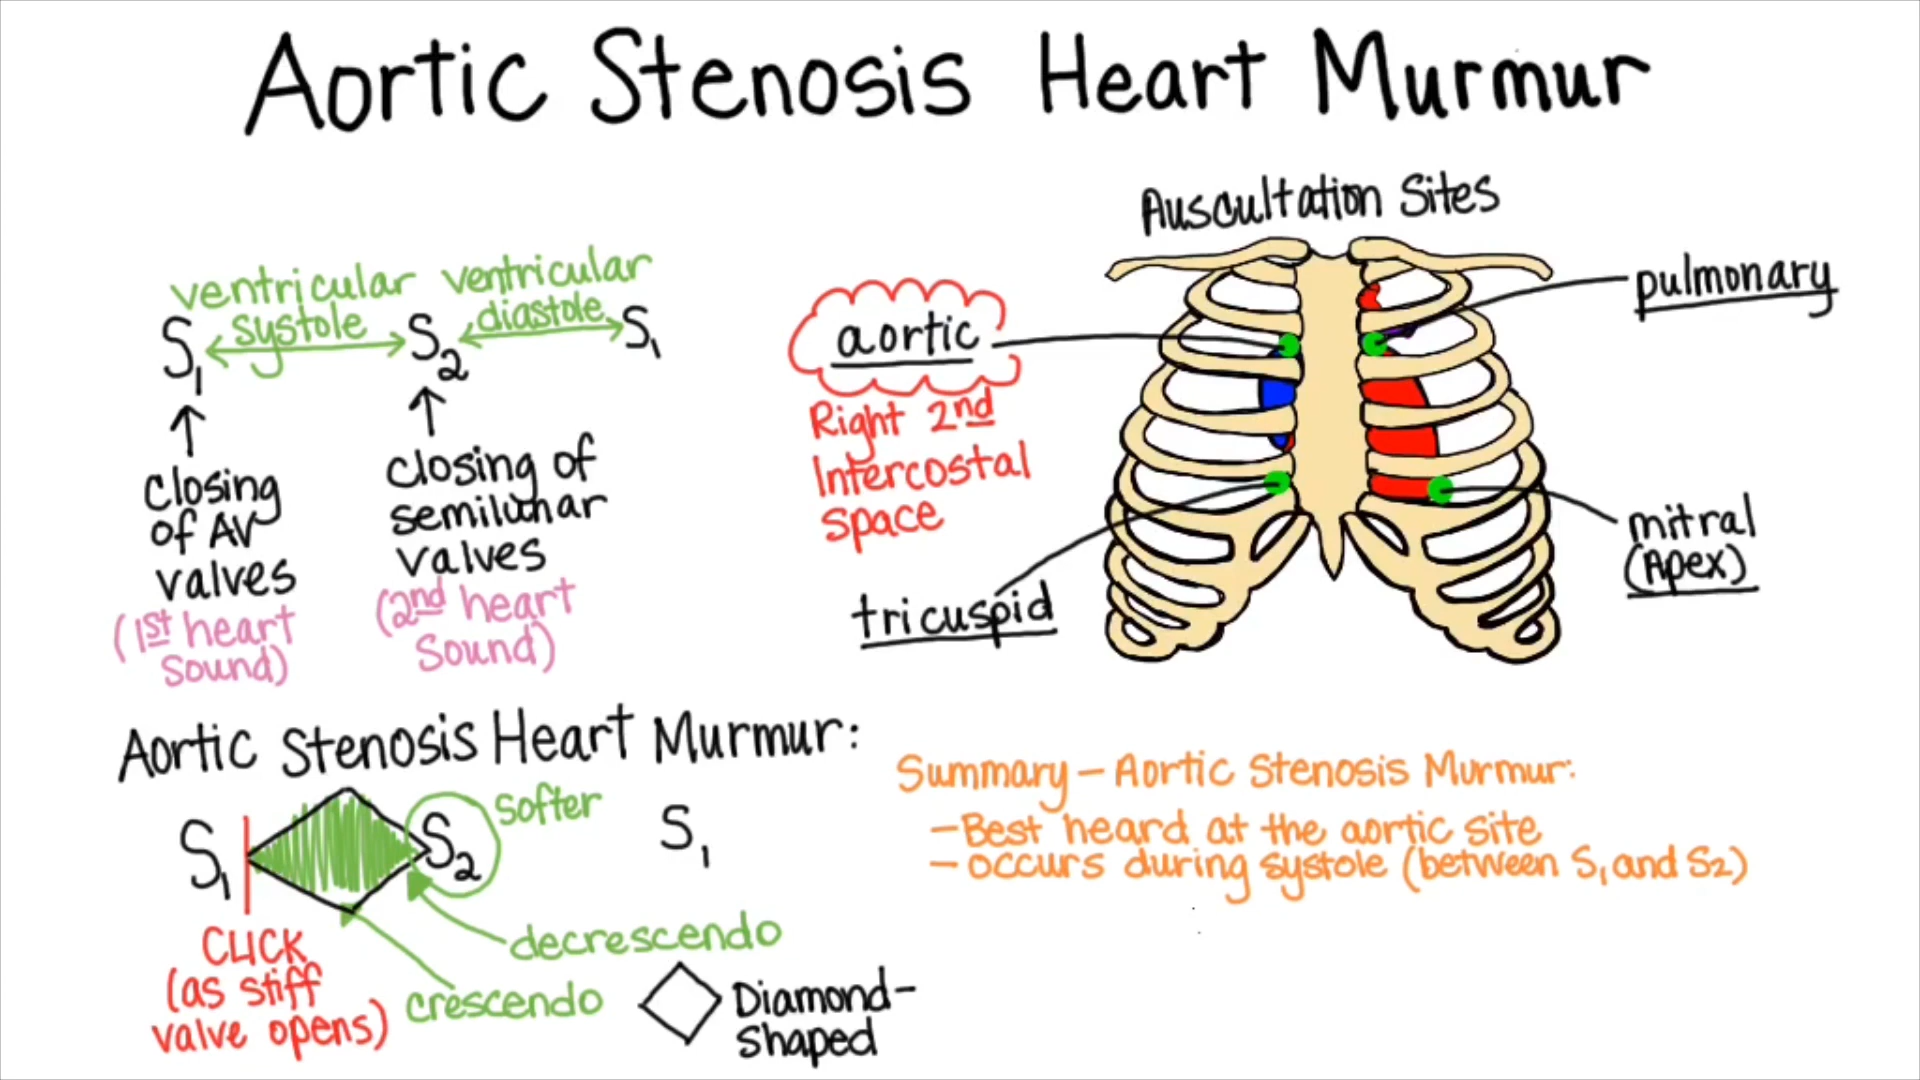 Aortic Stenosis Heart Murmur
ventricular
systole
ventricular
diastole
S1
S2
S1
closing
of AV
valves
(1st heart
sound)
closing of
semilunar
valves
(2nd heart
sound)
Auscultation Sites
aortic
Right 2nd
Intercostal
space
pulmonary
tricuspid
mitral
(Apex)
Aortic Stenosis Heart Murmur:
S1
S2
softer
S1
CLICK
(as stiff
valve opens)
decrescendo
crescendo
Diamond-
Shaped
Summary - Aortic Stenosis Murmur:
- Best heard at the aortic site
- occurs during systole (between S1 and S2)